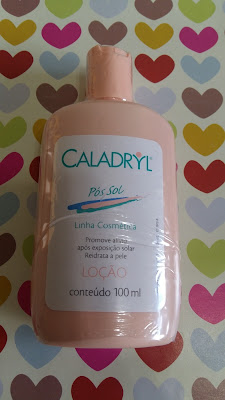 CALADRYL
Pós Sol
Linha Cosmética
Promove alívio
após exposição solar
Reidrata a pele
LOÇÃO
conteúdo 100 ml